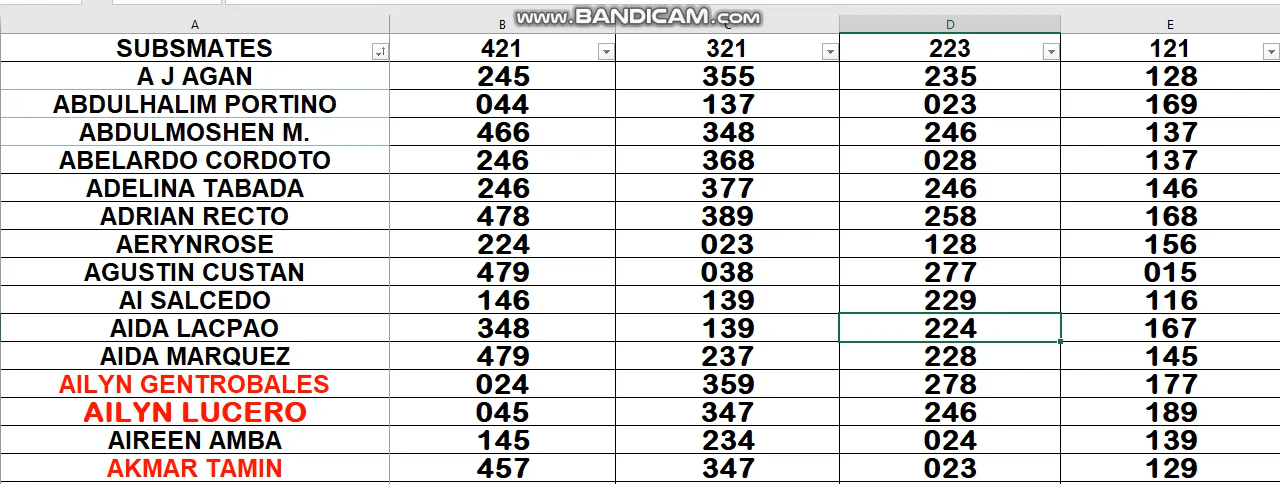 www.BANDICAM.com
A B C D E
SUBSMATES 421 321 223 121
A J AGAN 245 355 235 128
ABDULHALIM PORTINO 044 137 023 169
ABDULMOSHEN M. 466 348 246 137
ABELARDO CORDOTO 246 368 028 137
ADELINA TABADA 246 377 246 146
ADRIAN RECTO 478 389 258 168
AERYNROSE 224 023 128 156
AGUSTIN CUSTAN 479 038 277 015
AI SALCEDO 146 139 229 116
AIDA LACPAO 348 139 224 167
AIDA MARQUEZ 479 237 228 145
AILYN GENTROBALES 024 359 278 177
AILYN LUCERO 045 347 246 189
AIREEN AMBA 145 234 024 139
AKMAR TAMIN 457 347 023 129